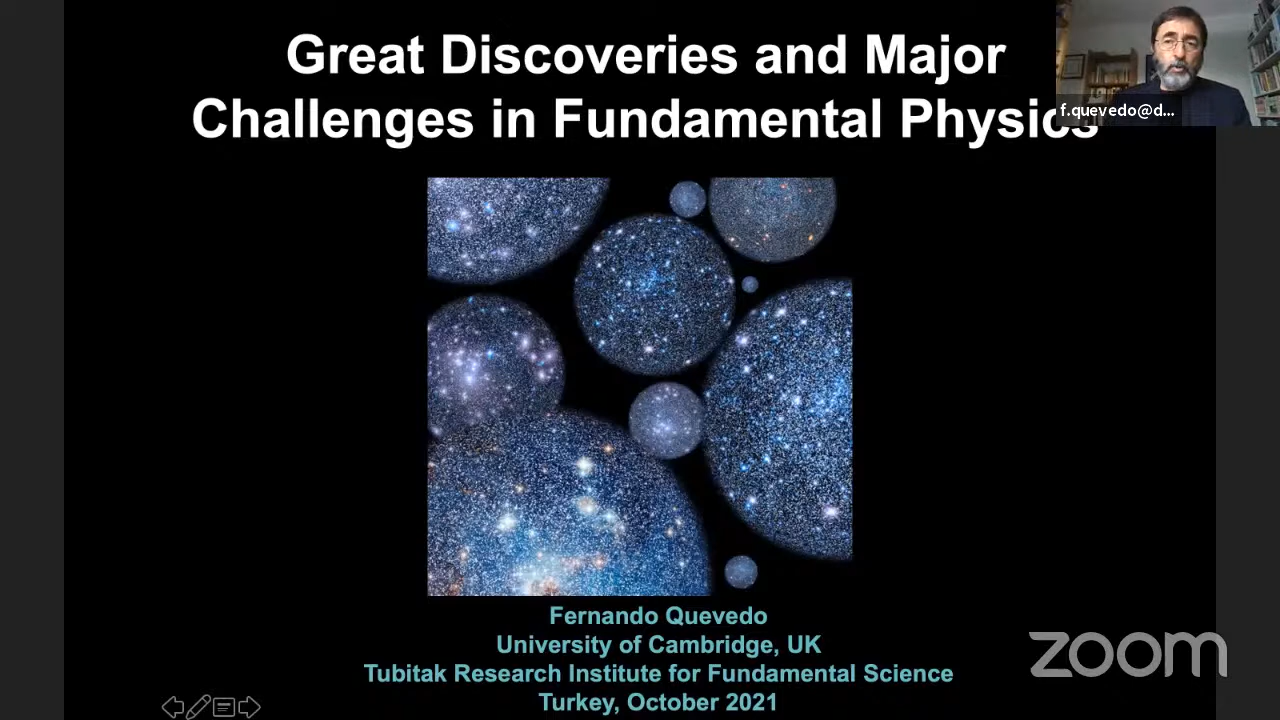 Great Discoveries and Major
Challenges in Fundamental Physics
f.quevedo@d...
Fernando Quevedo
University of Cambridge, UK
Tubitak Research Institute for Fundamental Science
Turkey, October 2021
zoom